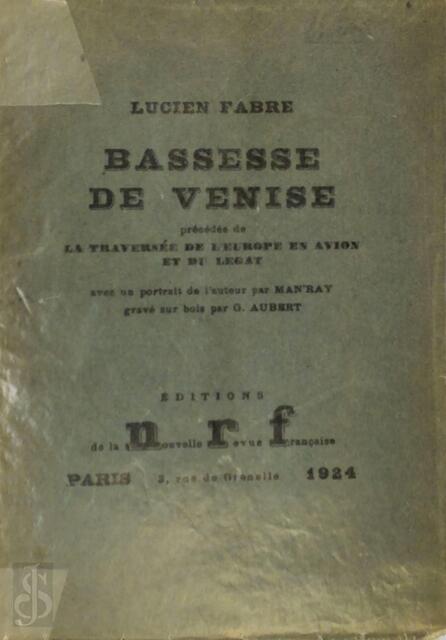 LUCIEN FABRE
BASSESSE
DE VENISE
précédée de
LA TRAVERSÉE DE L'EUROPE EN AVION
ET DU LEGAT
avec un portrait de l'auteur par MAN'RAY
gravé sur bois par G. AUBERT
ÉDITIONS
de la nouvelle revue française
PARIS 3, rue de Grenelle 1924